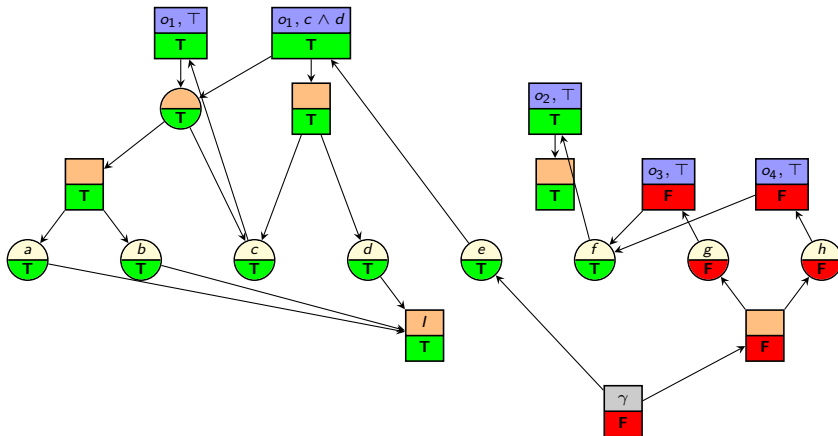 o₁, ⊤
T
o₁, c ∧ d
T
T
T
o₂, ⊤
T
T
T
o₃, ⊤
F
o₄, ⊤
F
a
T
b
T
c
T
d
T
e
T
f
T
g
F
h
F
I
T
F
γ
F